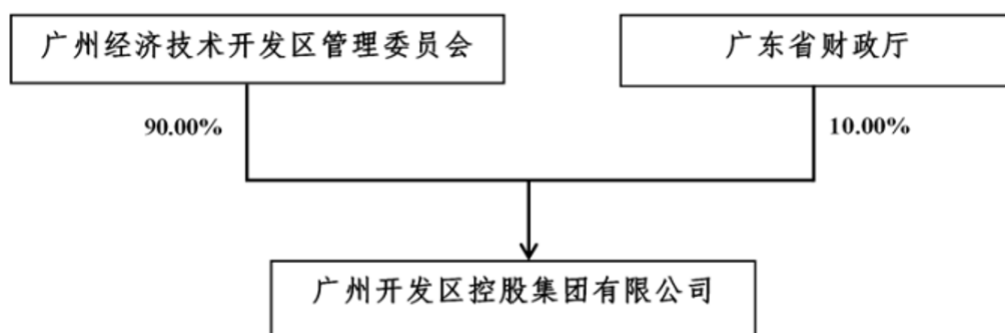 广州经济技术开发区管理委员会
广东省财政厅
90.00%
10.00%
广州开发区控股集团有限公司